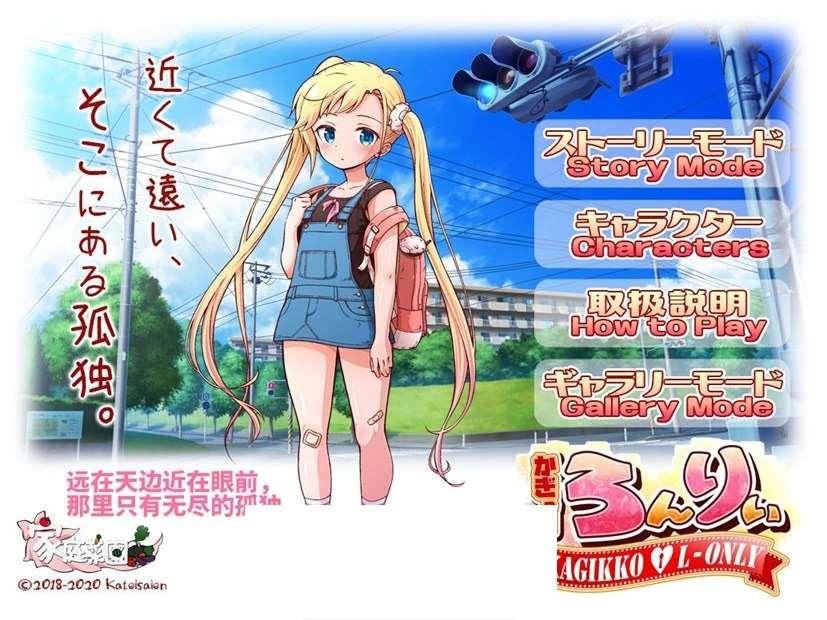 近くて遠い、
そこにある孤独。
ストーリーモード
Story Mode
キャラクター
Characters
取扱説明
How to Play
ギャラリーモード
Gallery Mode
远在天边近在眼前，
那里只有无尽的孤独
かぎ
ろんりぃ
AGIKKO L-ONLY
家庭菜園
©2018-2020 Kateisaien